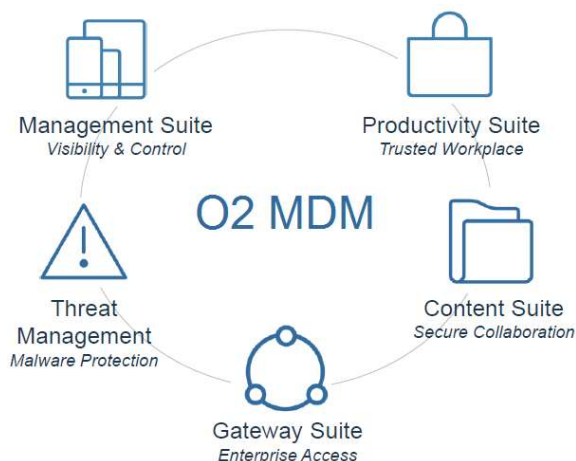 Management Suite
Visibility & Control
Productivity Suite
Trusted Workplace
O2 MDM
Threat
Management
Malware Protection
Content Suite
Secure Collaboration
Gateway Suite
Enterprise Access